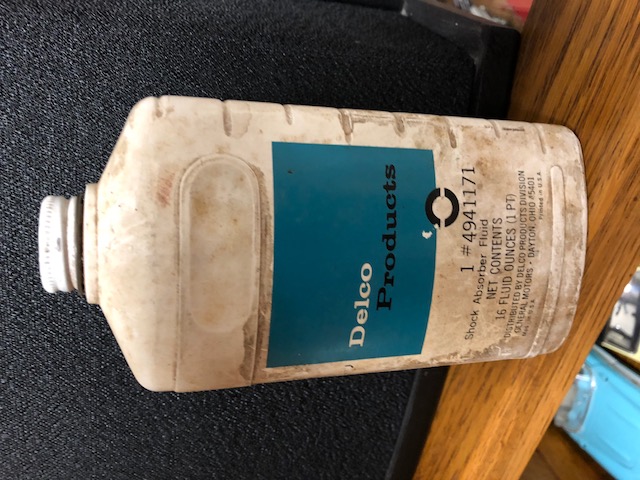 Delco
Products
1 #4941171
Shock Absorber Fluid
NET CONTENTS
16 FLUID OUNCES (1 PT)
DISTRIBUTED BY DELCO PRODUCTS DIVISION
GENERAL MOTORS • DAYTON, OHIO 45401
Printed in U.S.A.